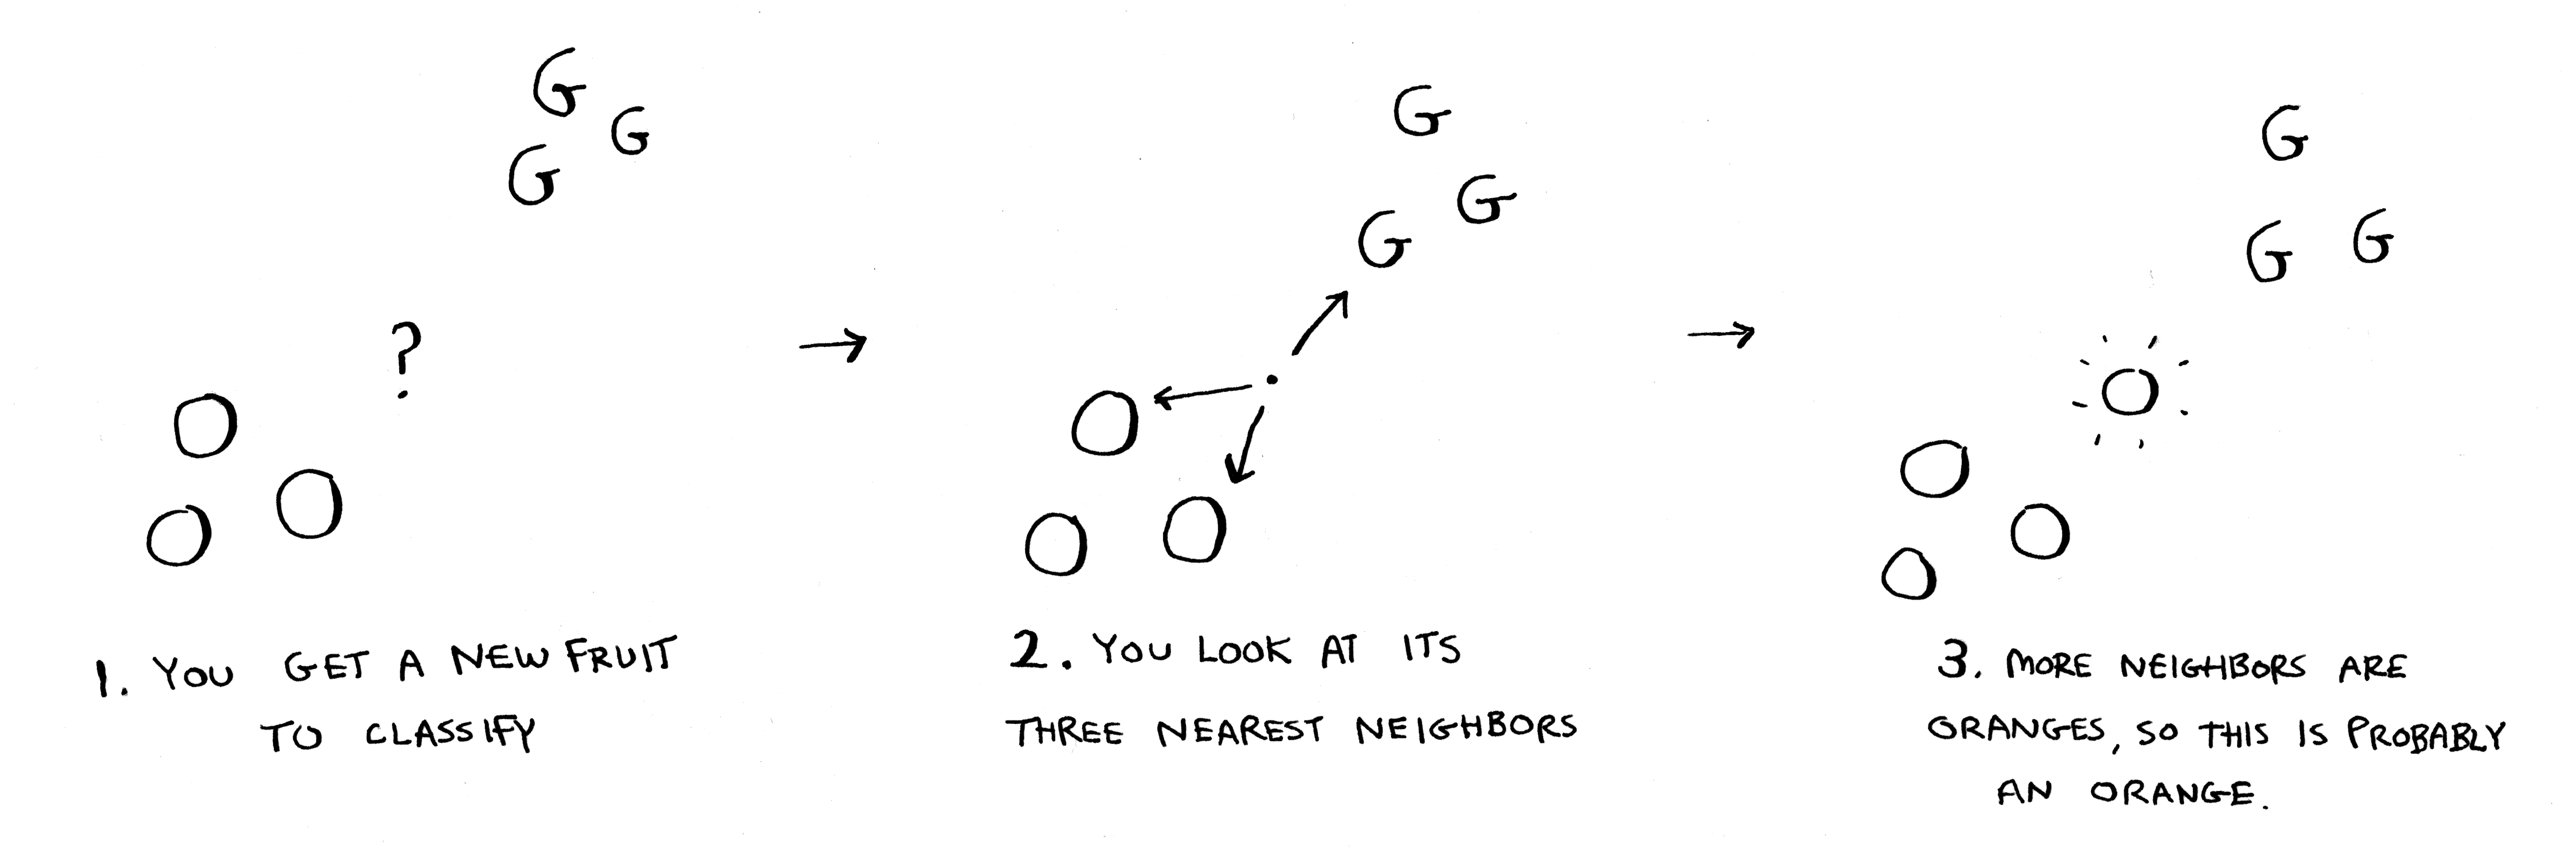 G
G
G
?
O
O
O
1. YOU GET A NEW FRUIT
TO CLASSIFY
G
G
G
O
O
O
2. YOU LOOK AT ITS
THREE NEAREST NEIGHBORS
G
G G
O
O
O
O
3. MORE NEIGHBORS ARE
ORANGES, SO THIS IS PROBABLY
AN ORANGE.